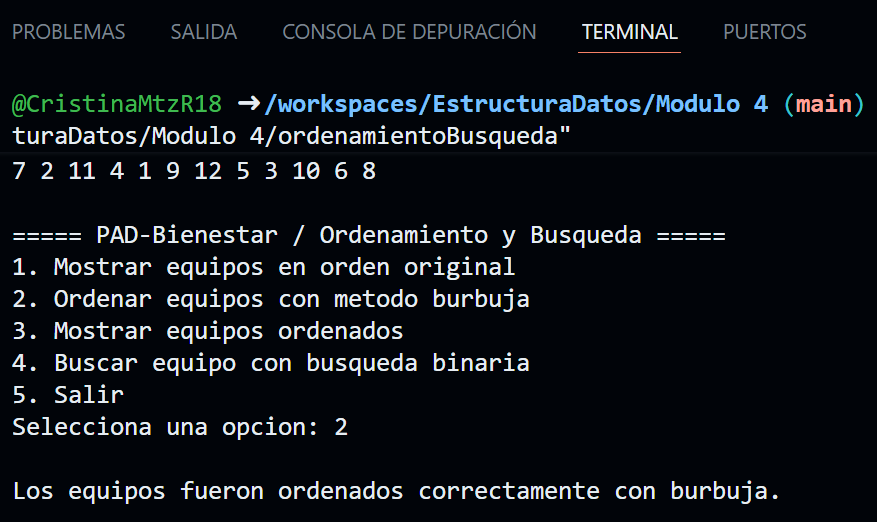 PROBLEMAS SALIDA CONSOLA DE DEPURACIÓN TERMINAL PUERTOS
@CristinaMtzR18 ➜/workspaces/EstructuraDatos/Modulo 4 (main)
turaDatos/Modulo 4/ordenamientoBusqueda"
7 2 11 4 1 9 12 5 3 10 6 8
===== PAD-Bienestar / Ordenamiento y Busqueda =====
1. Mostrar equipos en orden original
2. Ordenar equipos con metodo burbuja
3. Mostrar equipos ordenados
4. Buscar equipo con busqueda binaria
5. Salir
Selecciona una opcion: 2
Los equipos fueron ordenados correctamente con burbuja.